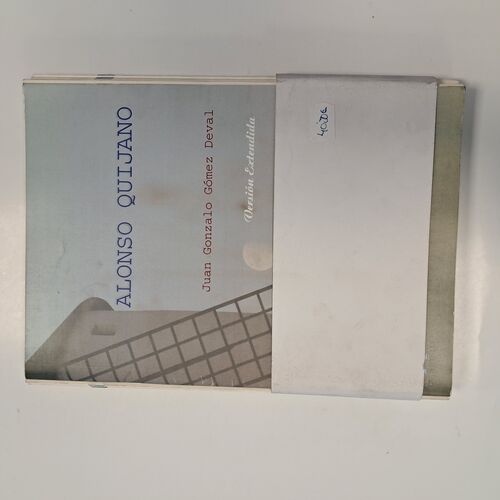 ALONSO QUIJANO
Juan Gonzalo Gómez Deval
Versión Extendida